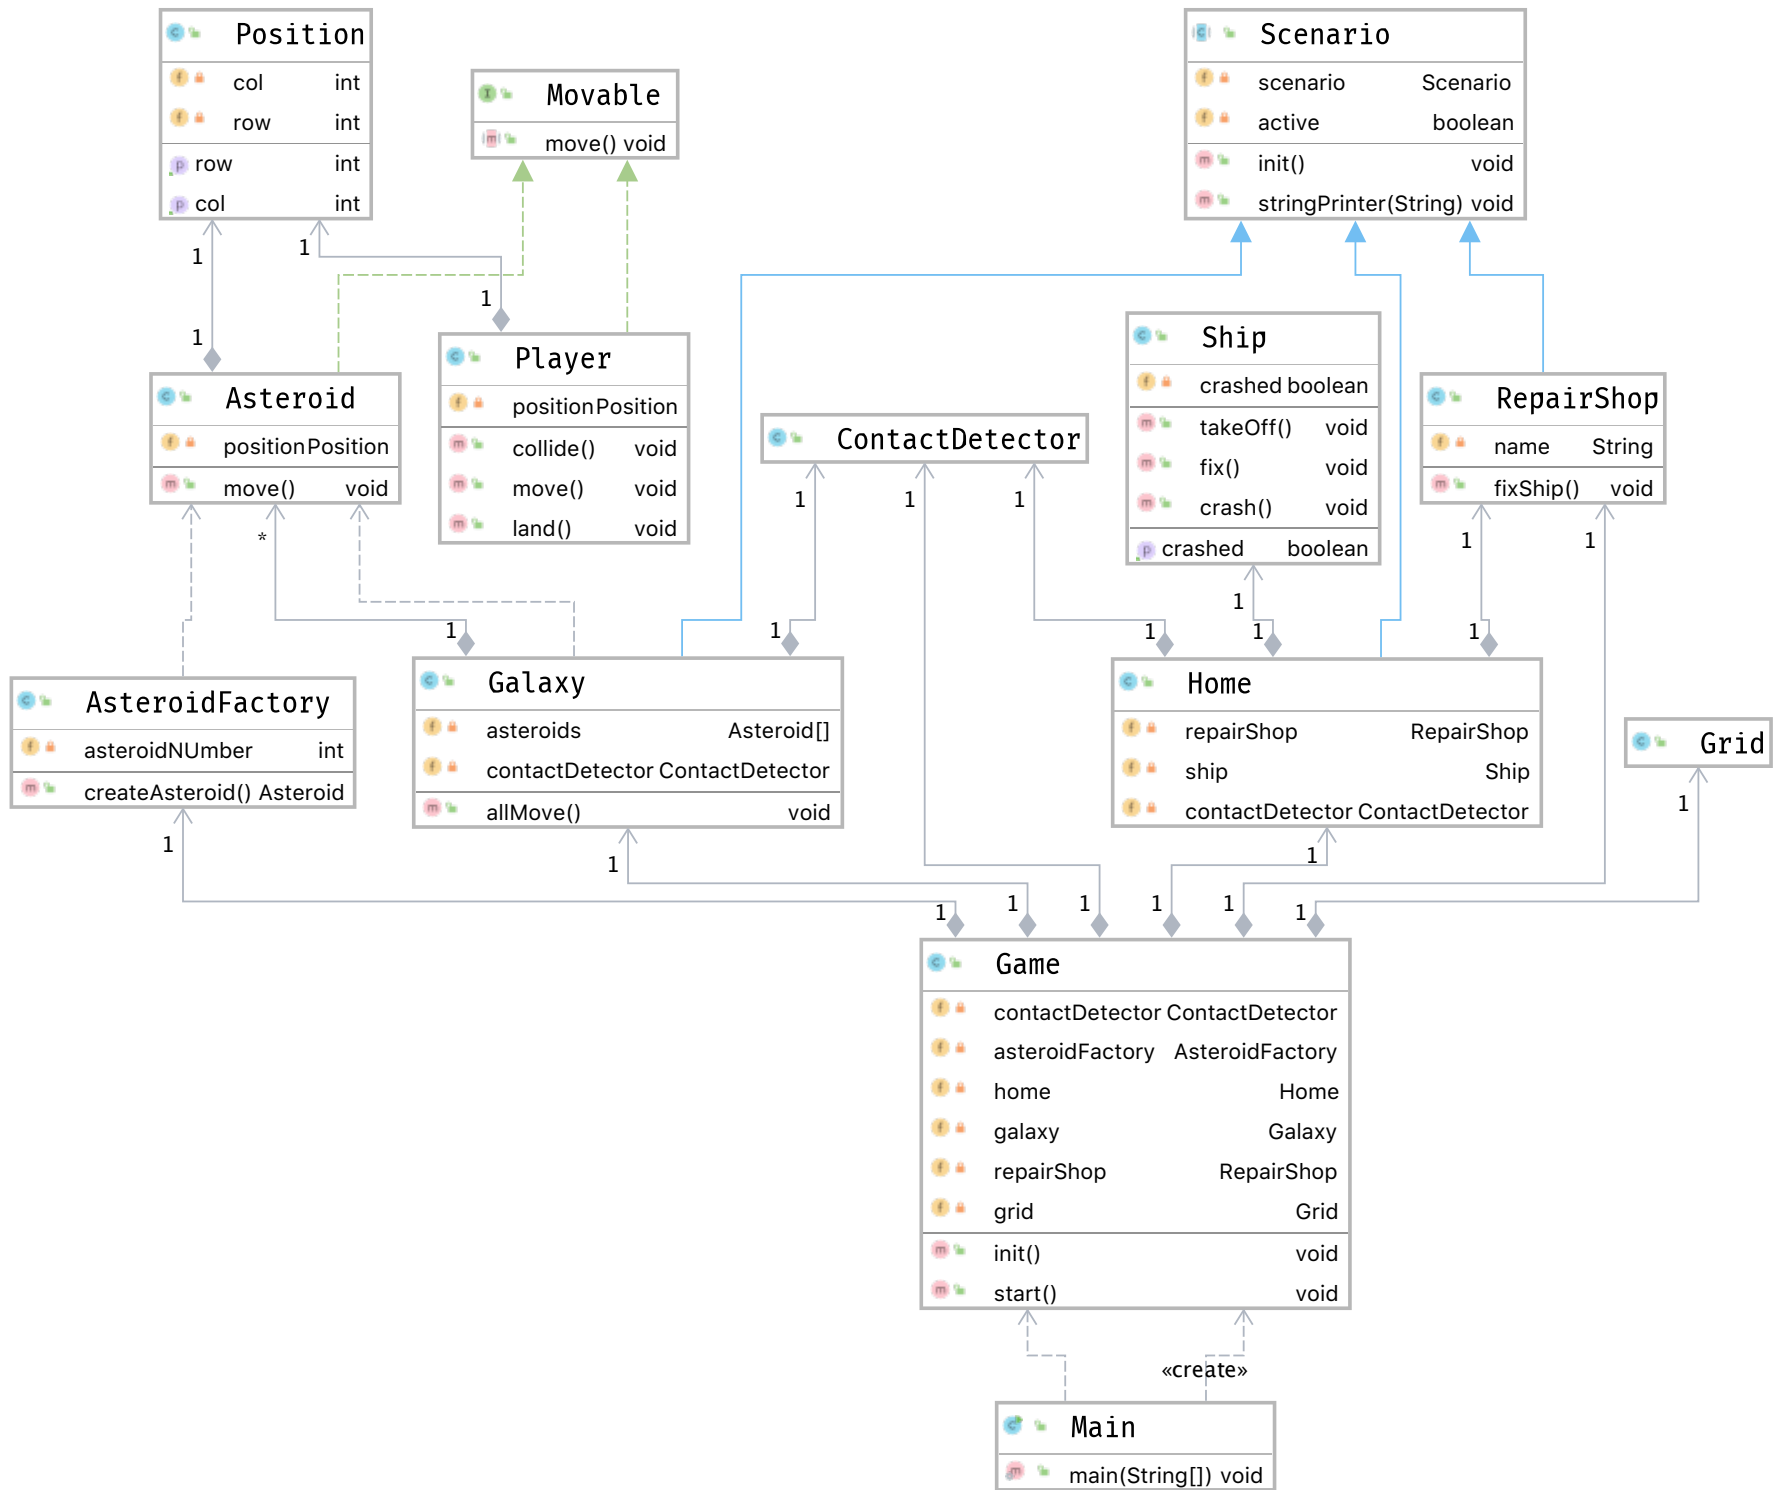 Position
col int
row int
row int
col int
Movable
move() void
Scenario
scenario Scenario
active boolean
init() void
stringPrinter(String) void
1
1
1
1
Player
position Position
collide() void
move() void
land() void
Ship
crashed boolean
takeOff() void
fix() void
crash() void
crashed boolean
Asteroid
position Position
move() void
ContactDetector
RepairShop
name String
fixShip() void
*
1
1
1
1
1
1
1
1
1
1
1
1
AsteroidFactory
asteroidNUmber int
createAsteroid() Asteroid
Galaxy
asteroids Asteroid[]
contactDetector ContactDetector
allMove() void
Home
repairShop RepairShop
ship Ship
contactDetector ContactDetector
Grid
1
1
1
1
1
1
1
1
1
1
Game
contactDetector ContactDetector
asteroidFactory AsteroidFactory
home Home
galaxy Galaxy
repairShop RepairShop
grid Grid
init() void
start() void
«create»
Main
main(String[]) void